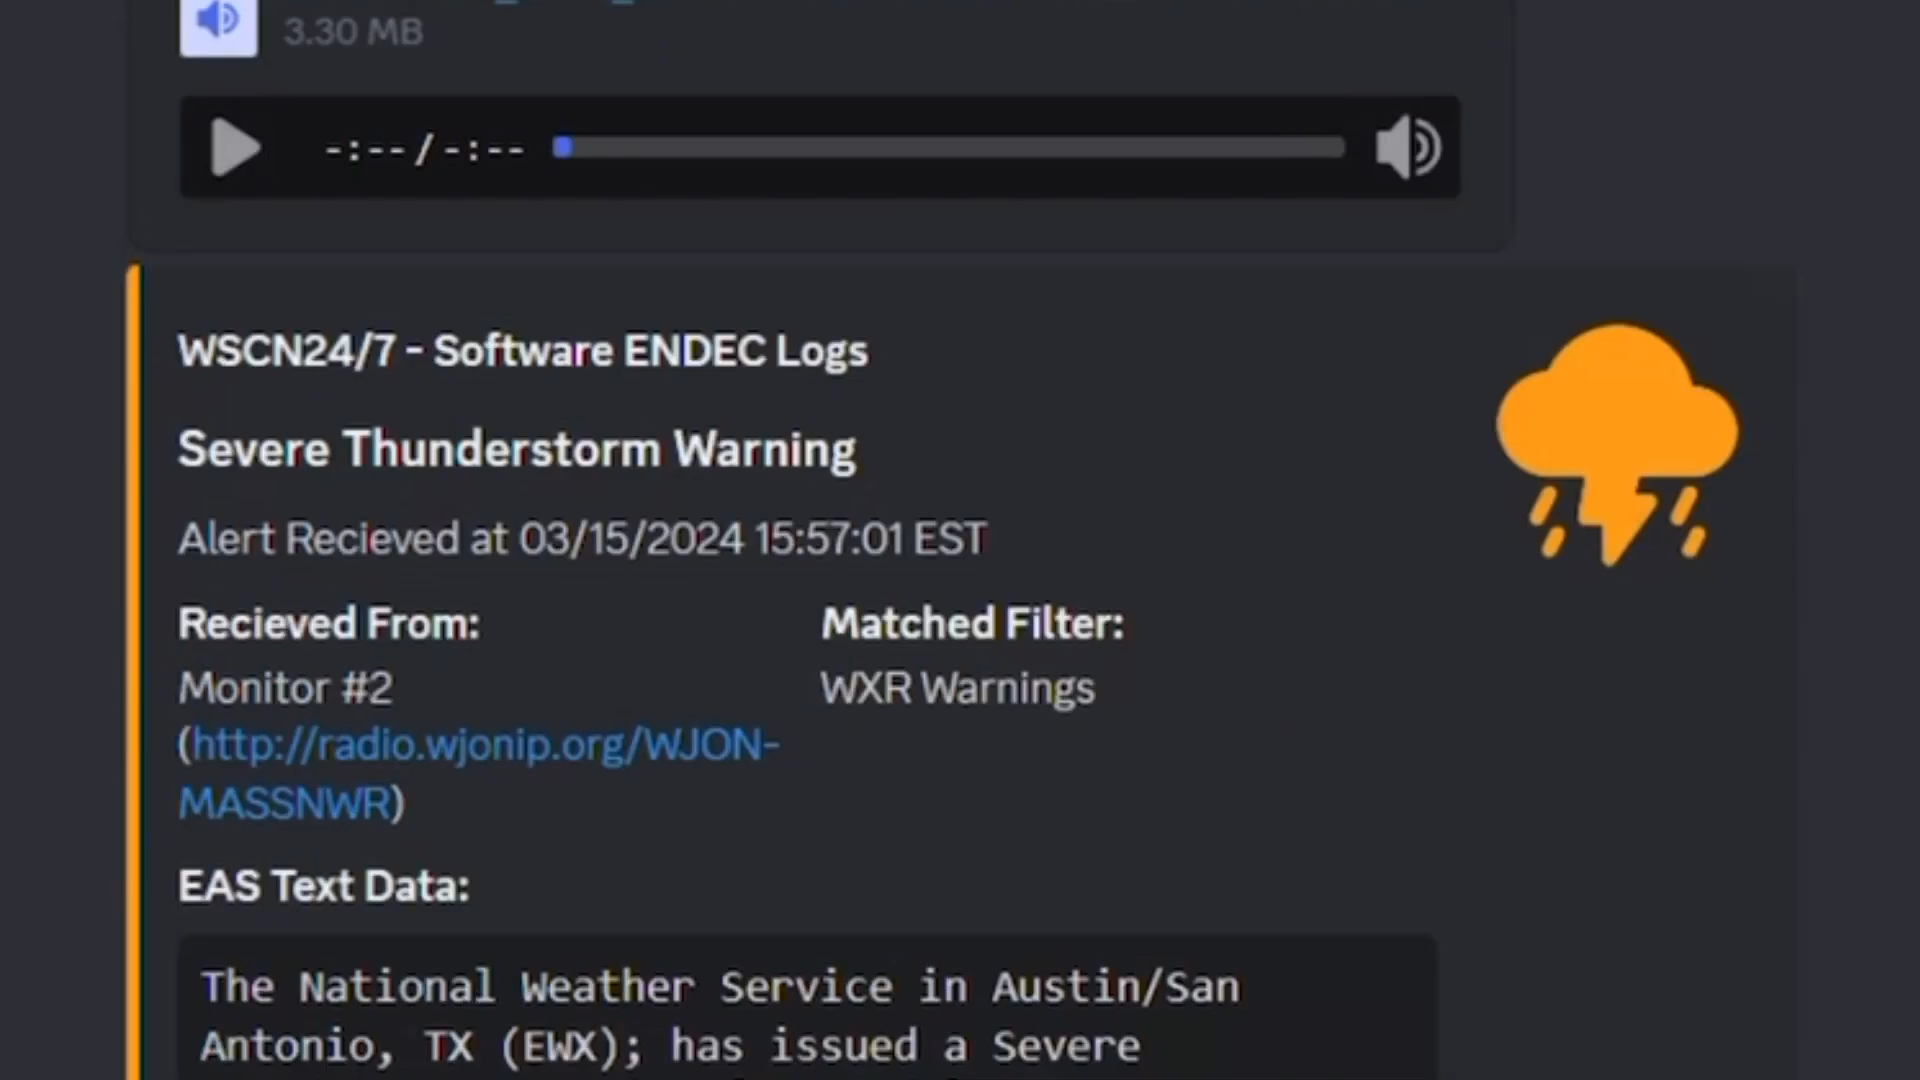 3.30 MB
-:-- / -:--
WSCN24/7 - Software ENDEC Logs
Severe Thunderstorm Warning
Alert Recieved at 03/15/2024 15:57:01 EST
Recieved From:
Matched Filter:
Monitor #2
WXR Warnings
(http://radio.wjonip.org/WJON-
MASSNWR)
EAS Text Data:
The National Weather Service in Austin/San
Antonio, TX (EWX); has issued a Severe